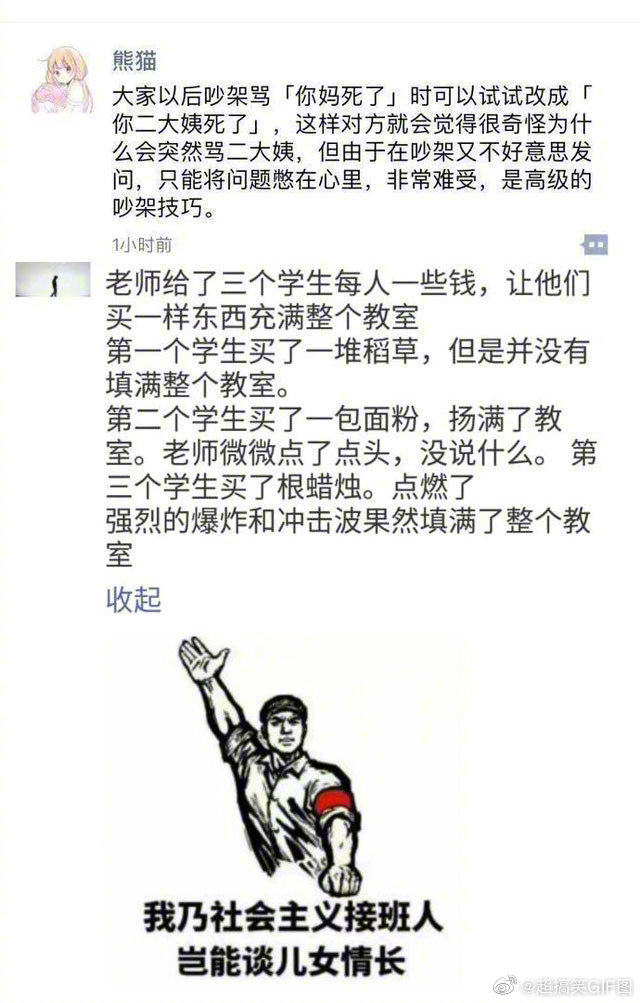 熊猫
大家以后吵架骂「你妈死了」时可以试试改成「
你二大姨死了」，这样对方就会觉得很奇怪为什
么会突然骂二大姨，但由于在吵架又不好意思发
问，只能将问题憋在心里，非常难受，是高级的
吵架技巧。
1小时前
老师给了三个学生每人一些钱，让他们
买一样东西充满整个教室
第一个学生买了一堆稻草，但是并没有
填满整个教室。
第二个学生买了一包面粉，扬满了教
室。老师微微点了点头，没说什么。 第
三个学生买了根蜡烛。点燃了
强烈的爆炸和冲击波果然填满了整个教
室
收起
我乃社会主义接班人
岂能谈儿女情长
@超搞笑GIF图